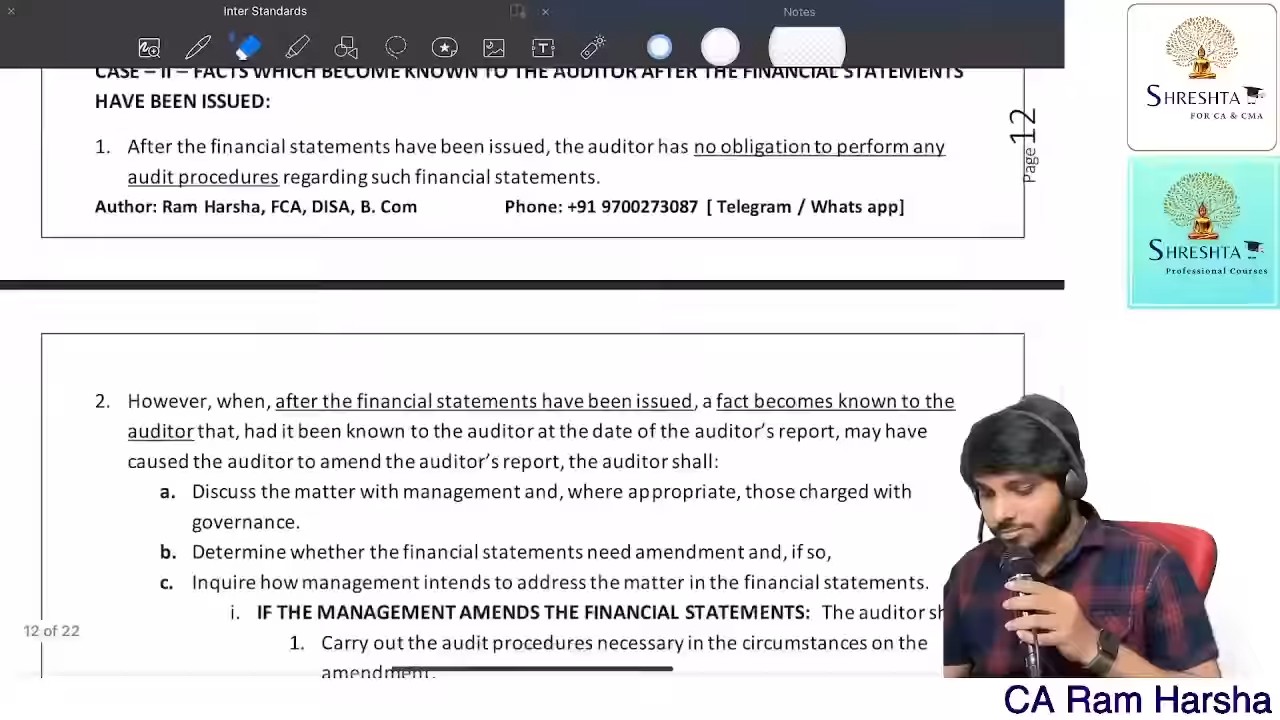 Inter Standards
Notes
CASE – II – FACTS WHICH BECOME KNOWN TO THE AUDITOR AFTER THE FINANCIAL STATEMENTS
HAVE BEEN ISSUED:
1. After the financial statements have been issued, the auditor has no obligation to perform any
audit procedures regarding such financial statements.
Author: Ram Harsha, FCA, DISA, B. Com Phone: +91 9700273087 [ Telegram / Whats app]
Page 12
2. However, when, after the financial statements have been issued, a fact becomes known to the
auditor that, had it been known to the auditor at the date of the auditor's report, may have
caused the auditor to amend the auditor's report, the auditor shall:
a. Discuss the matter with management and, where appropriate, those charged with
governance.
b. Determine whether the financial statements need amendment and, if so,
c. Inquire how management intends to address the matter in the financial statements.
i. IF THE MANAGEMENT AMENDS THE FINANCIAL STATEMENTS: The auditor sh
12 of 22
1. Carry out the audit procedures necessary in the circumstances on the
amendment.
SHRESHTA
FOR CA & CMA
SHRESHTA
Professional Courses
CA Ram Harsha